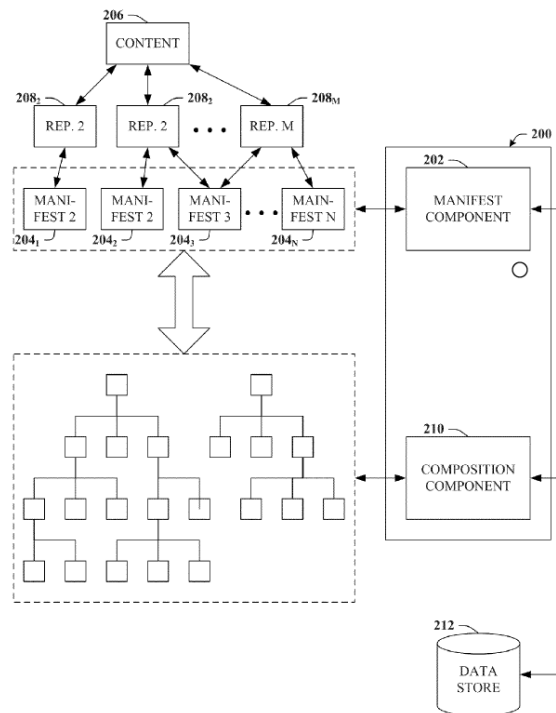 206
CONTENT
208₂
208₂
208M
REP. 2
REP. 2
• • •
REP. M
200
202
MANIFEST
COMPONENT
MANI-
FEST 2
MANI-
FEST 2
MANI-
FEST 3
• • •
MAIN-
FEST N
204₁
204₂
204₃
204N
210
COMPOSITION
COMPONENT
212
DATA
STORE